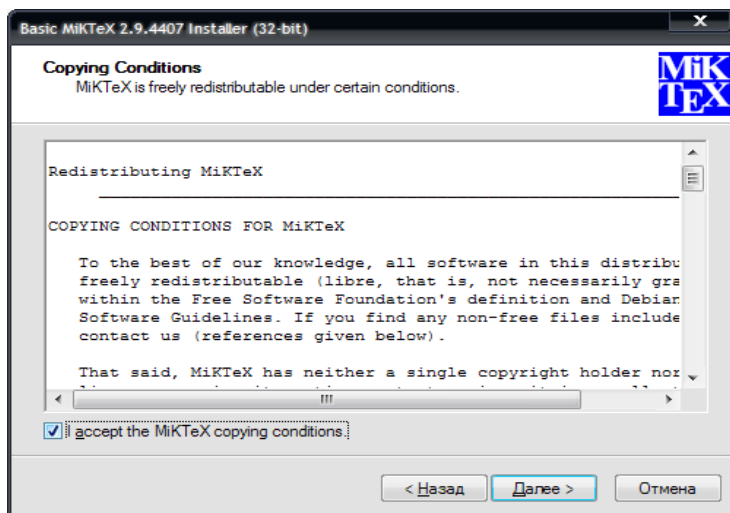 Basic MiKTeX 2.9.4407 Installer (32-bit)
x
Copying Conditions
MiKTeX is freely redistributable under certain conditions.
MiK
TEX
Redistributing MiKTeX
COPYING CONDITIONS FOR MiKTeX
To the best of our knowledge, all software in this distribu
freely redistributable (libre, that is, not necessarily gra
within the Free Software Foundation's definition and Debian
Software Guidelines. If you find any non-free files include
contact us (references given below).
That said, MiKTeX has neither a single copyright holder nor
I accept the MiKTeX copying conditions.
< Назад
Далее >
Отмена